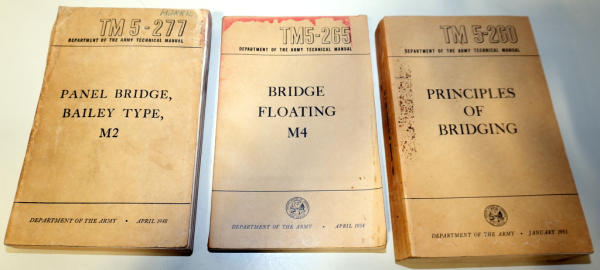 TM 5-277
DEPARTMENT OF THE ARMY TECHNICAL MANUAL
PANEL BRIDGE,
BAILEY TYPE,
M2
DEPARTMENT OF THE ARMY • APRIL 1948
TM5-265
DEPARTMENT OF THE ARMY TECHNICAL MANUAL
BRIDGE
FLOATING
M4
DEPARTMENT OF THE ARMY • APRIL 1954
TM 5-260
DEPARTMENT OF THE ARMY TECHNICAL MANUAL
PRINCIPLES
OF
BRIDGING
DEPARTMENT OF THE ARMY •